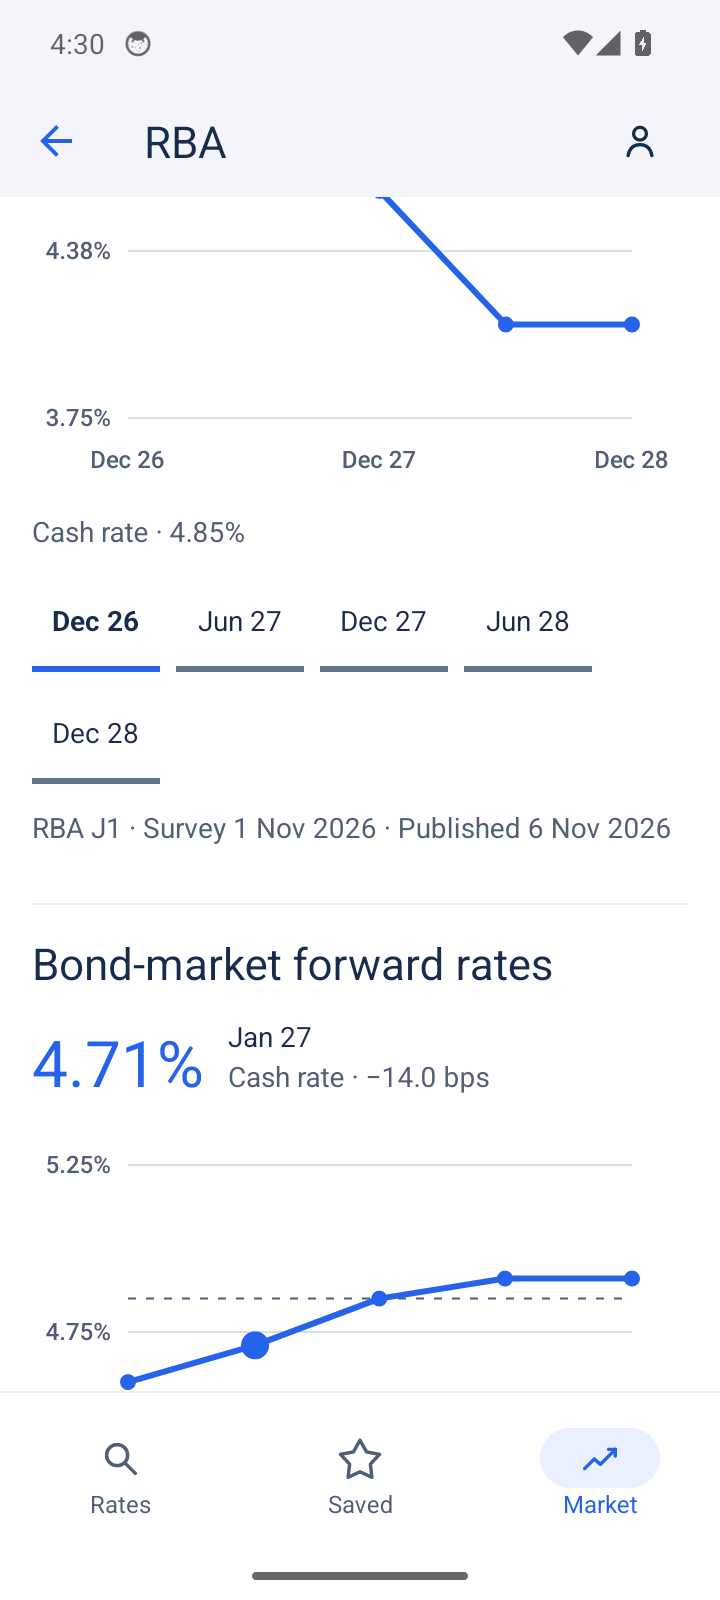 4:30
RBA
4.38%
3.75%
Dec 26 Dec 27 Dec 28
Cash rate · 4.85%
Dec 26 Jun 27 Dec 27 Jun 28
Dec 28
RBA J1 · Survey 1 Nov 2026 · Published 6 Nov 2026
Bond-market forward rates
4.71% Jan 27
Cash rate · −14.0 bps
5.25%
4.75%
Rates Saved Market